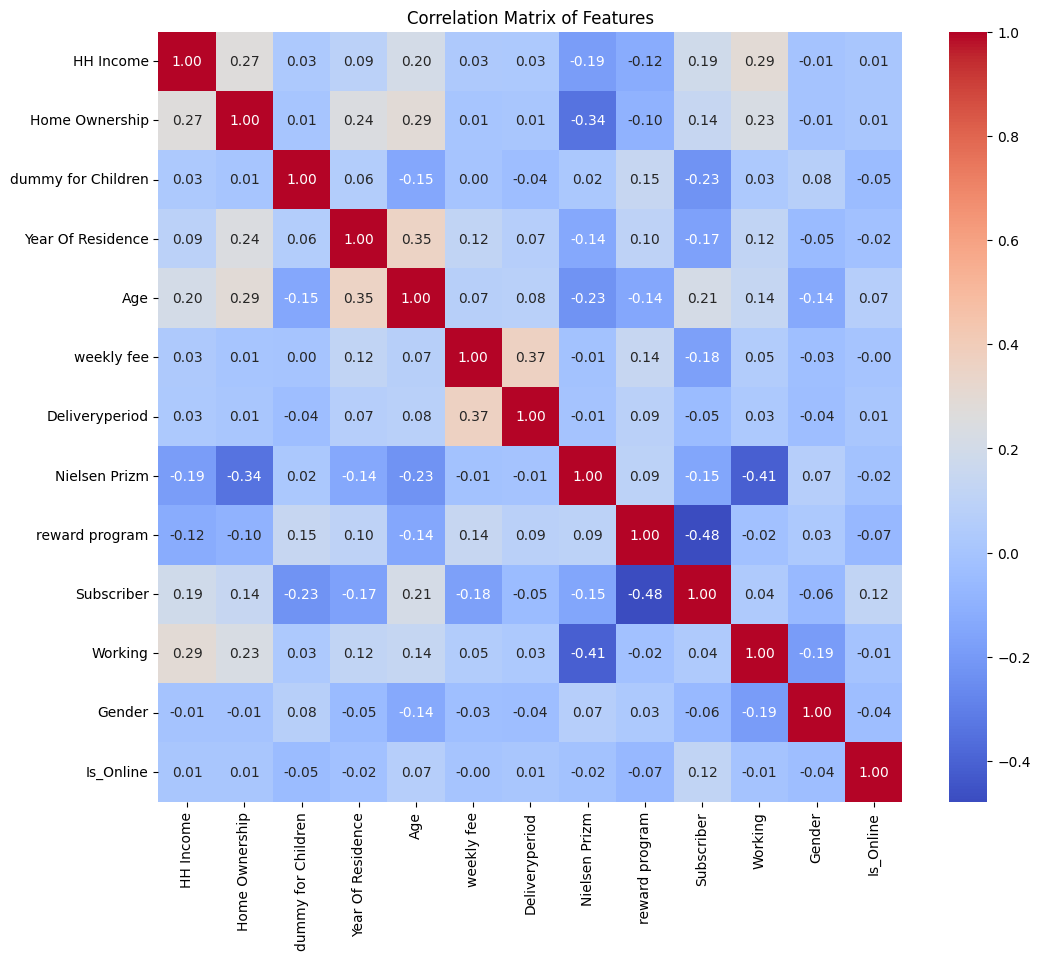 Correlation Matrix of Features
HH Income 1.00 0.27 0.03 0.09 0.20 0.03 0.03 -0.19 -0.12 0.19 0.29 -0.01 0.01
Home Ownership 0.27 1.00 0.01 0.24 0.29 0.01 0.01 -0.34 -0.10 0.14 0.23 -0.01 0.01
dummy for Children 0.03 0.01 1.00 0.06 -0.15 0.00 -0.04 0.02 0.15 -0.23 0.03 0.08 -0.05
Year Of Residence 0.09 0.24 0.06 1.00 0.35 0.12 0.07 -0.14 0.10 -0.17 0.12 -0.05 -0.02
Age 0.20 0.29 -0.15 0.35 1.00 0.07 0.08 -0.23 -0.14 0.21 0.14 -0.14 0.07
weekly fee 0.03 0.01 0.00 0.12 0.07 1.00 0.37 -0.01 0.14 -0.18 0.05 -0.03 -0.00
Deliveryperiod 0.03 0.01 -0.04 0.07 0.08 0.37 1.00 -0.01 0.09 -0.05 0.03 -0.04 0.01
Nielsen Prizm -0.19 -0.34 0.02 -0.14 -0.23 -0.01 -0.01 1.00 0.09 -0.15 -0.41 0.07 -0.02
reward program -0.12 -0.10 0.15 0.10 -0.14 0.14 0.09 0.09 1.00 -0.48 -0.02 0.03 -0.07
Subscriber 0.19 0.14 -0.23 -0.17 0.21 -0.18 -0.05 -0.15 -0.48 1.00 0.04 -0.06 0.12
Working 0.29 0.23 0.03 0.12 0.14 0.05 0.03 -0.41 -0.02 0.04 1.00 -0.19 -0.01
Gender -0.01 -0.01 0.08 -0.05 -0.14 -0.03 -0.04 0.07 0.03 -0.06 -0.19 1.00 -0.04
Is_Online 0.01 0.01 -0.05 -0.02 0.07 -0.00 0.01 -0.02 -0.07 0.12 -0.01 -0.04 1.00
HH Income
Home Ownership
dummy for Children
Year Of Residence
Age
weekly fee
Deliveryperiod
Nielsen Prizm
reward program
Subscriber
Working
Gender
Is_Online
1.0
0.8
0.6
0.4
0.2
0.0
−0.2
−0.4